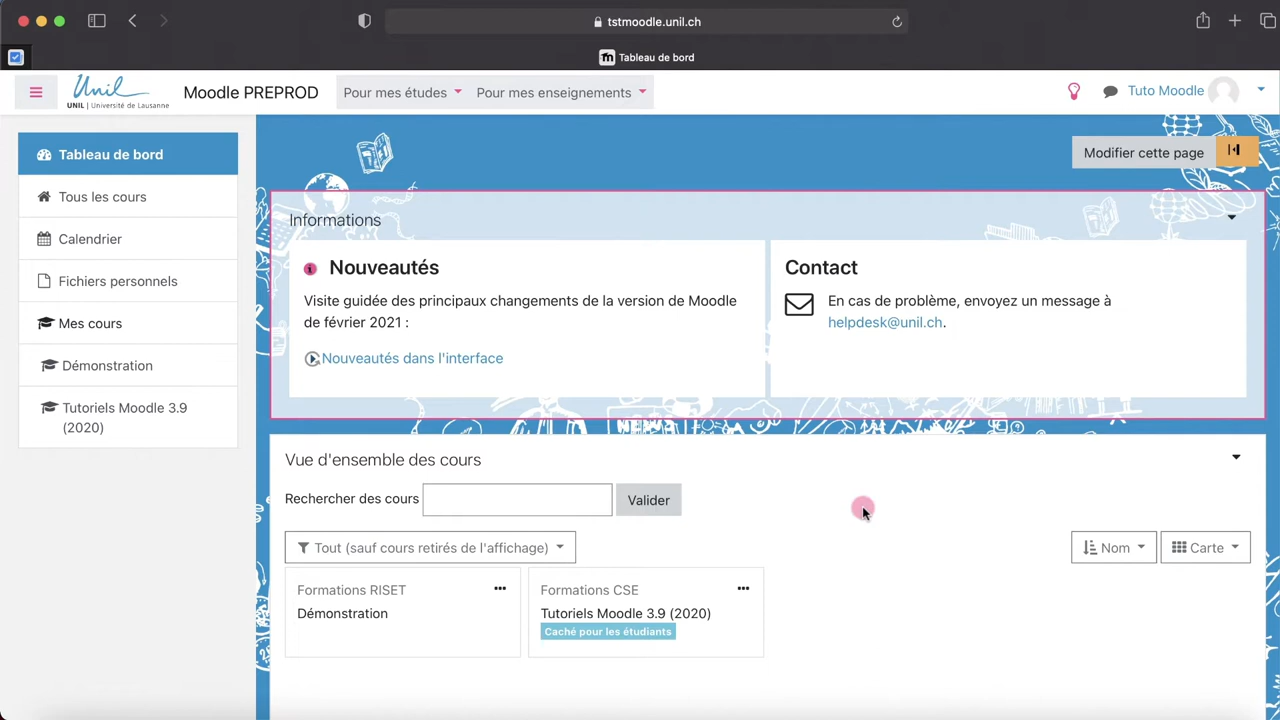 tstmoodle.unil.ch
Tableau de bord
Unil
UNIL | Université de Lausanne
Moodle PREPROD
Pour mes études
Pour mes enseignements
Tuto Moodle
Tableau de bord
Tous les cours
Calendrier
Fichiers personnels
Mes cours
Démonstration
Tutoriels Moodle 3.9
(2020)
Modifier cette page
Informations
Nouveautés
Visite guidée des principaux changements de la version de Moodle
de février 2021 :
Nouveautés dans l'interface
Contact
En cas de problème, envoyez un message à
helpdesk@unil.ch.
Vue d'ensemble des cours
Rechercher des cours
Valider
Tout (sauf cours retirés de l'affichage)
Nom
Carte
Formations RISET
Démonstration
Formations CSE
Tutoriels Moodle 3.9 (2020)
Caché pour les étudiants